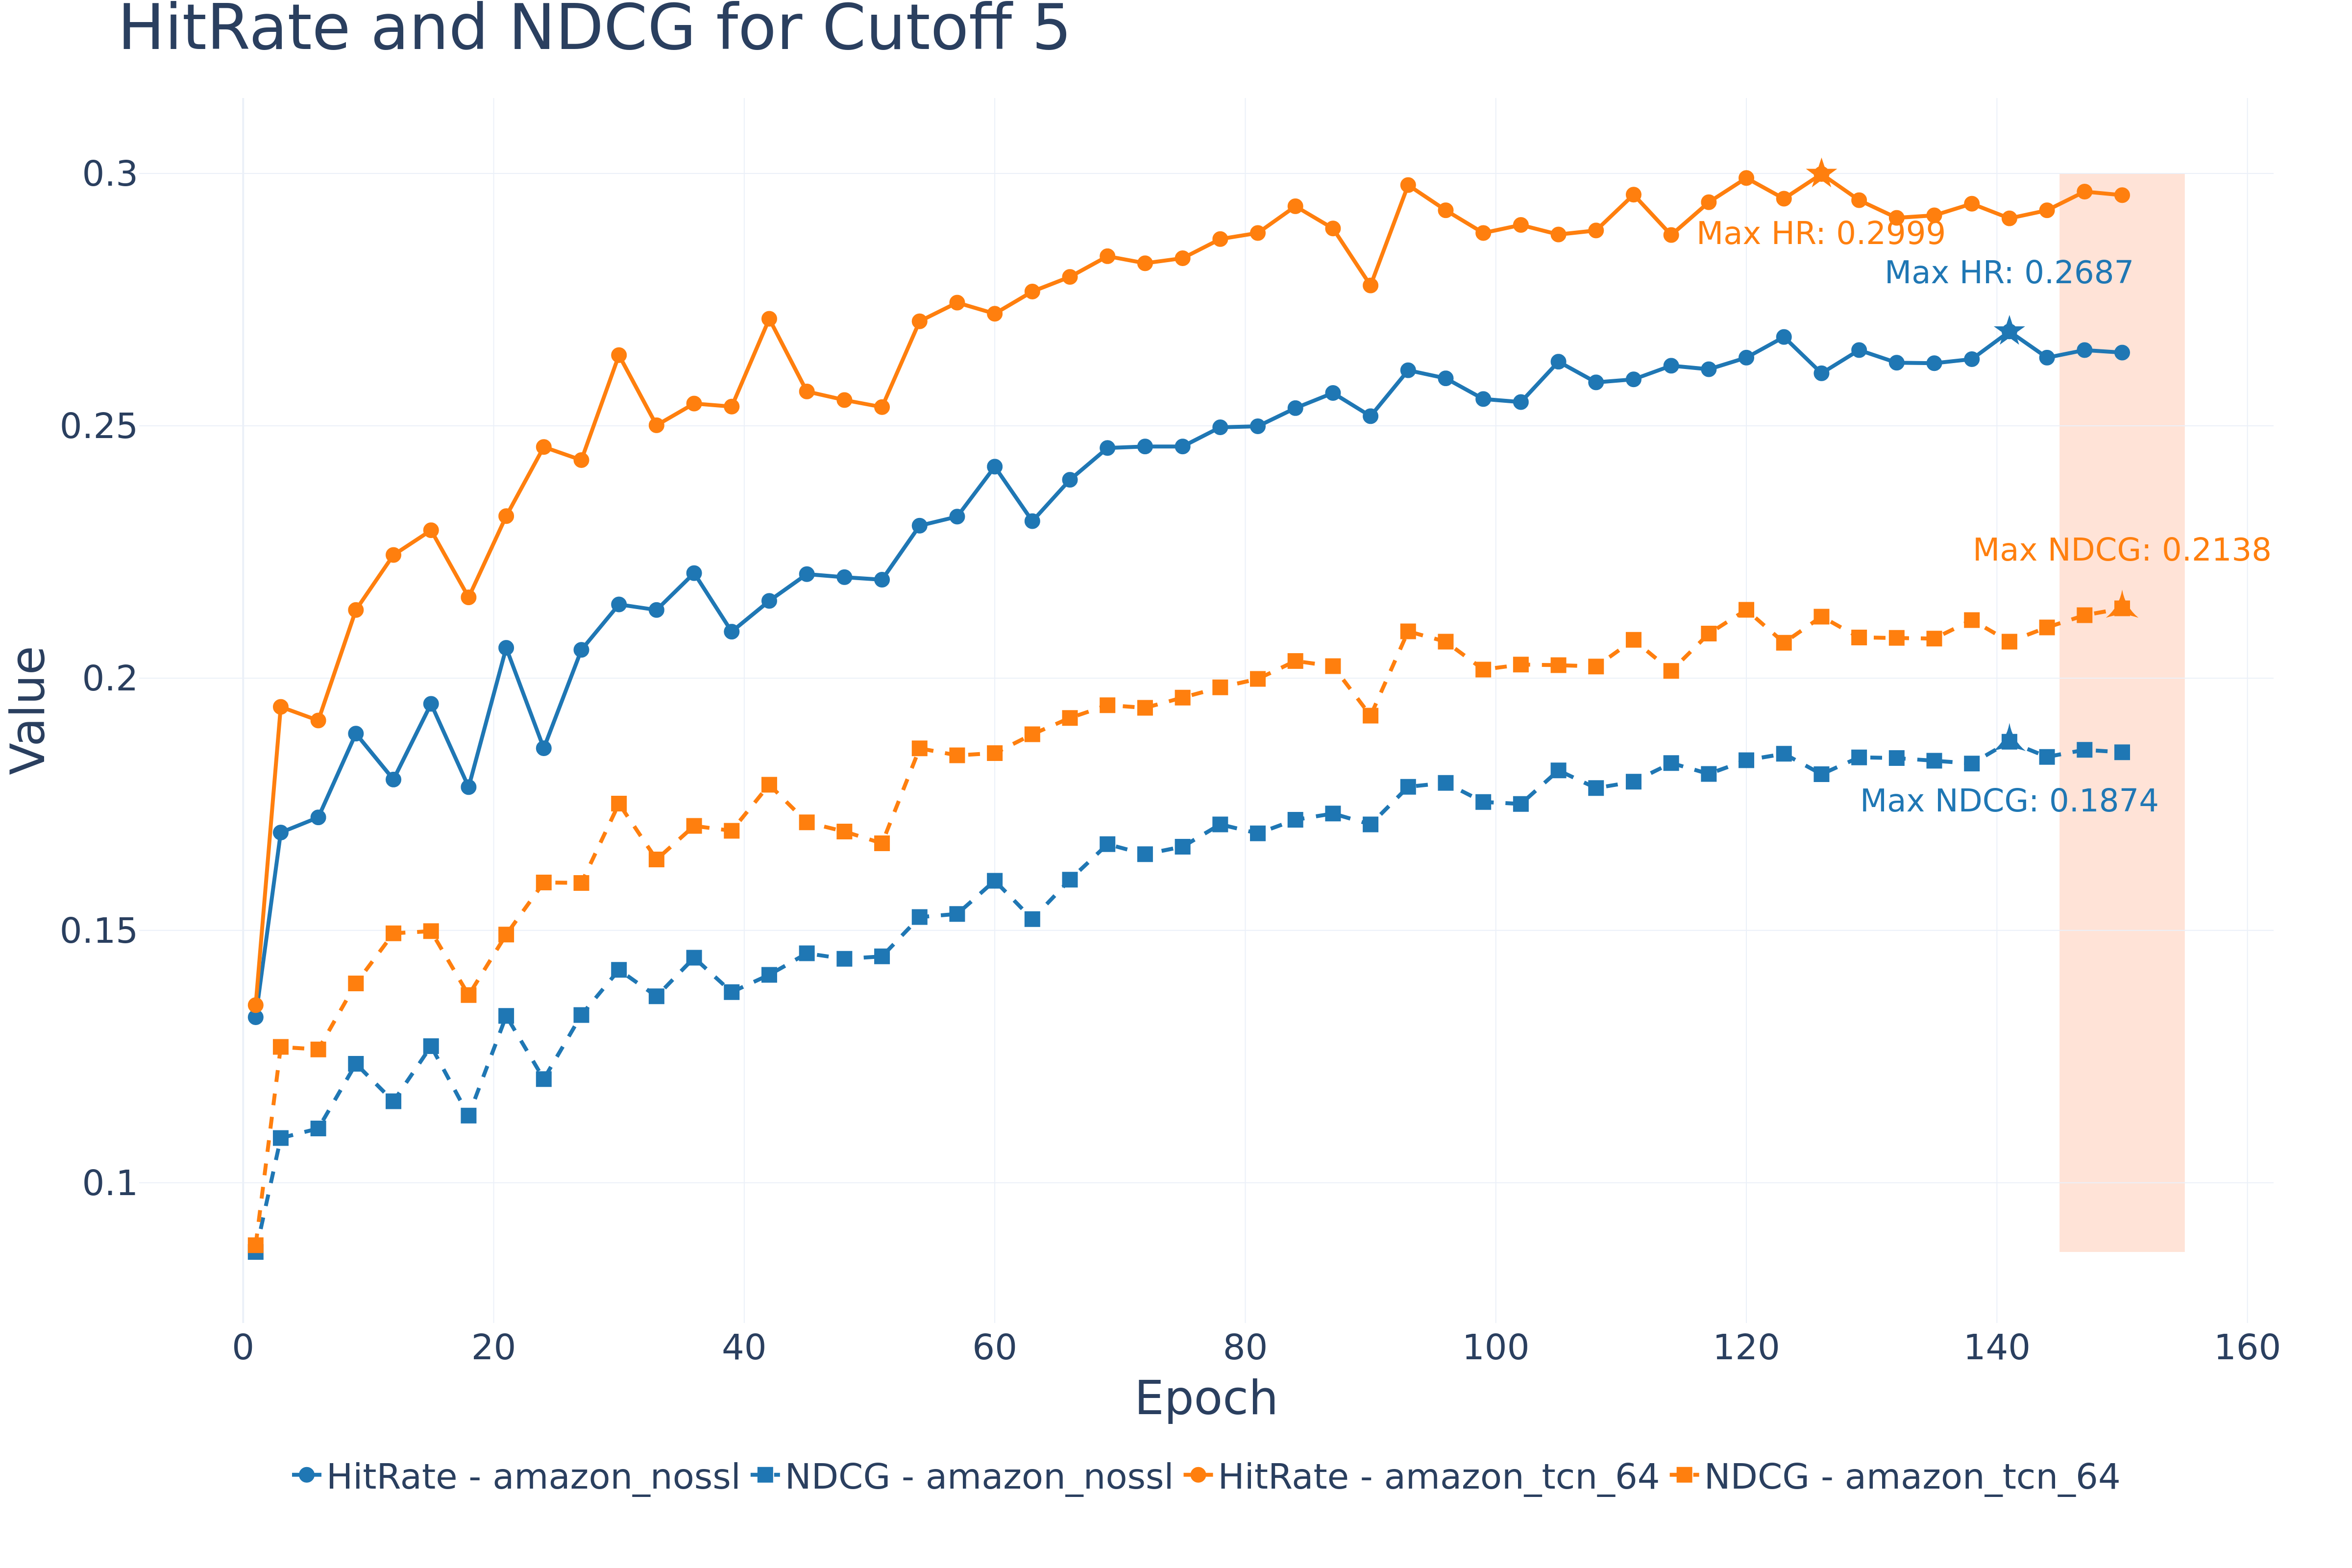 HitRate and NDCG for Cutoff 5
0.3
0.25
0.2
0.15
0.1
Value
Max HR: 0.2999
Max HR: 0.2687
Max NDCG: 0.2138
Max NDCG: 0.1874
0 20 40 60 80 100 120 140 160
Epoch
HitRate - amazon_nossl NDCG - amazon_nossl HitRate - amazon_tcn_64 NDCG - amazon_tcn_64